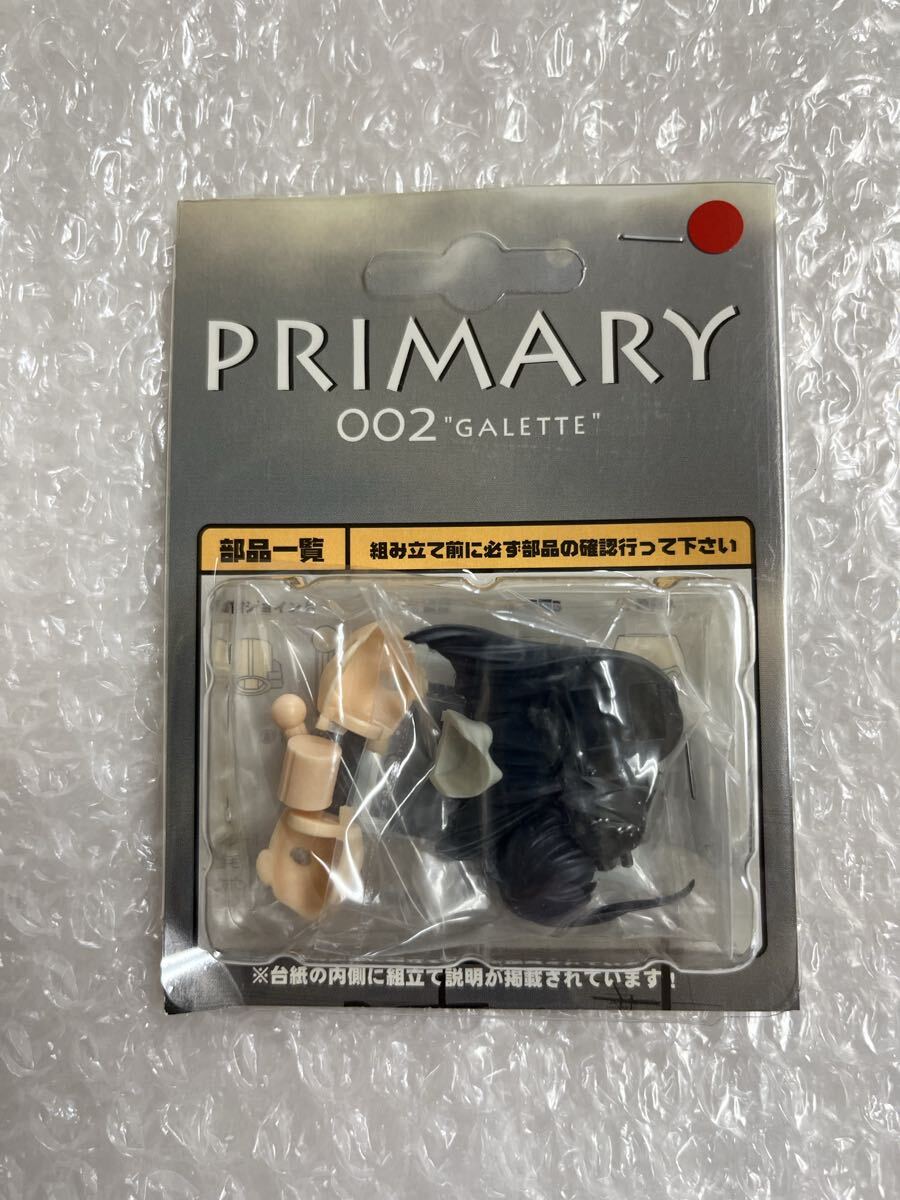 PRIMARY
002 "GALETTE"
部品一覧
組み立て前に必ず部品の確認行って下さい
※台紙の内側に組立て説明が掲載されています!